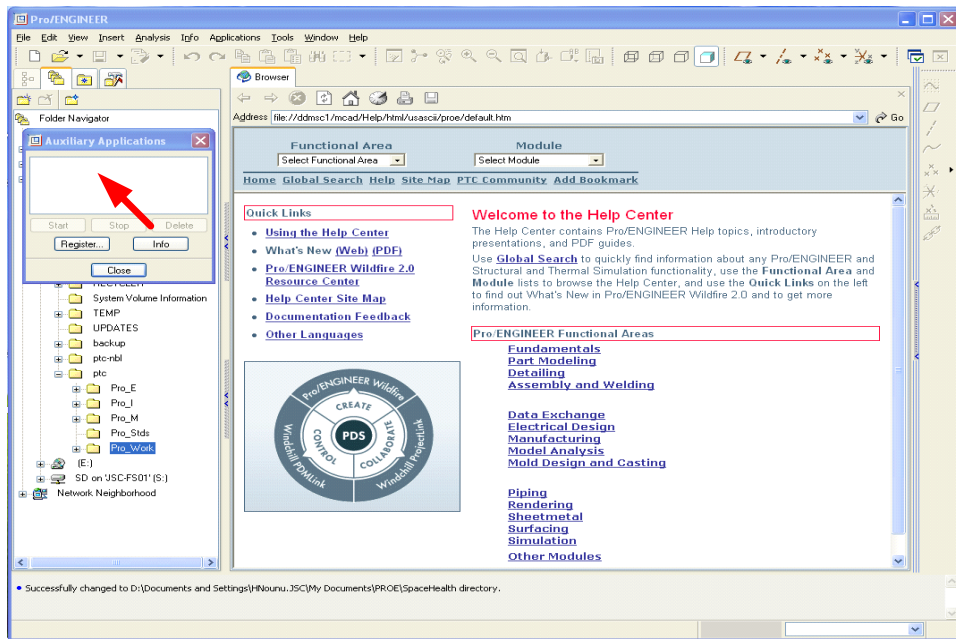 Pro/ENGINEER
File Edit View Insert Analysis Info Applications Tools Window Help
Browser
Folder Navigator
Address file://ddmsc1/mcad/Help/html/usascii/proe/default.htm Go
Auxiliary Applications
Start Stop Delete
Register... Info
Close
System Volume Information
TEMP
UPDATES
backup
ptc-nbl
ptc
Pro_E
Pro_I
Pro_M
Pro_Stds
Pro_Work
(E:)
SD on 'JSC-FS01' (S:)
Network Neighborhood
Functional Area Module
Select Functional Area Select Module
Home Global Search Help Site Map PTC Community Add Bookmark
Quick Links
• Using the Help Center
• What's New (Web) (PDF)
• Pro/ENGINEER Wildfire 2.0
Resource Center
• Help Center Site Map
• Documentation Feedback
• Other Languages
Pro/ENGINEER Wildfire
CREATE
PDS
CONTROL
COLLABORATE
Windchill PDMLink
Windchill ProjectLink
Welcome to the Help Center
The Help Center contains Pro/ENGINEER Help topics, introductory
presentations, and PDF guides.
Use Global Search to quickly find information about any Pro/ENGINEER and
Structural and Thermal Simulation functionality, use the Functional Area and
Module lists to browse the Help Center, and use the Quick Links on the left
to find out What's New in Pro/ENGINEER Wildfire 2.0 and to get more
information.
Pro/ENGINEER Functional Areas
Fundamentals
Part Modeling
Detailing
Assembly and Welding
Data Exchange
Electrical Design
Manufacturing
Model Analysis
Mold Design and Casting
Piping
Rendering
Sheetmetal
Surfacing
Simulation
Other Modules
• Successfully changed to D:\Documents and Settings\HNounu.JSC\My Documents\PROE\SpaceHealth directory.